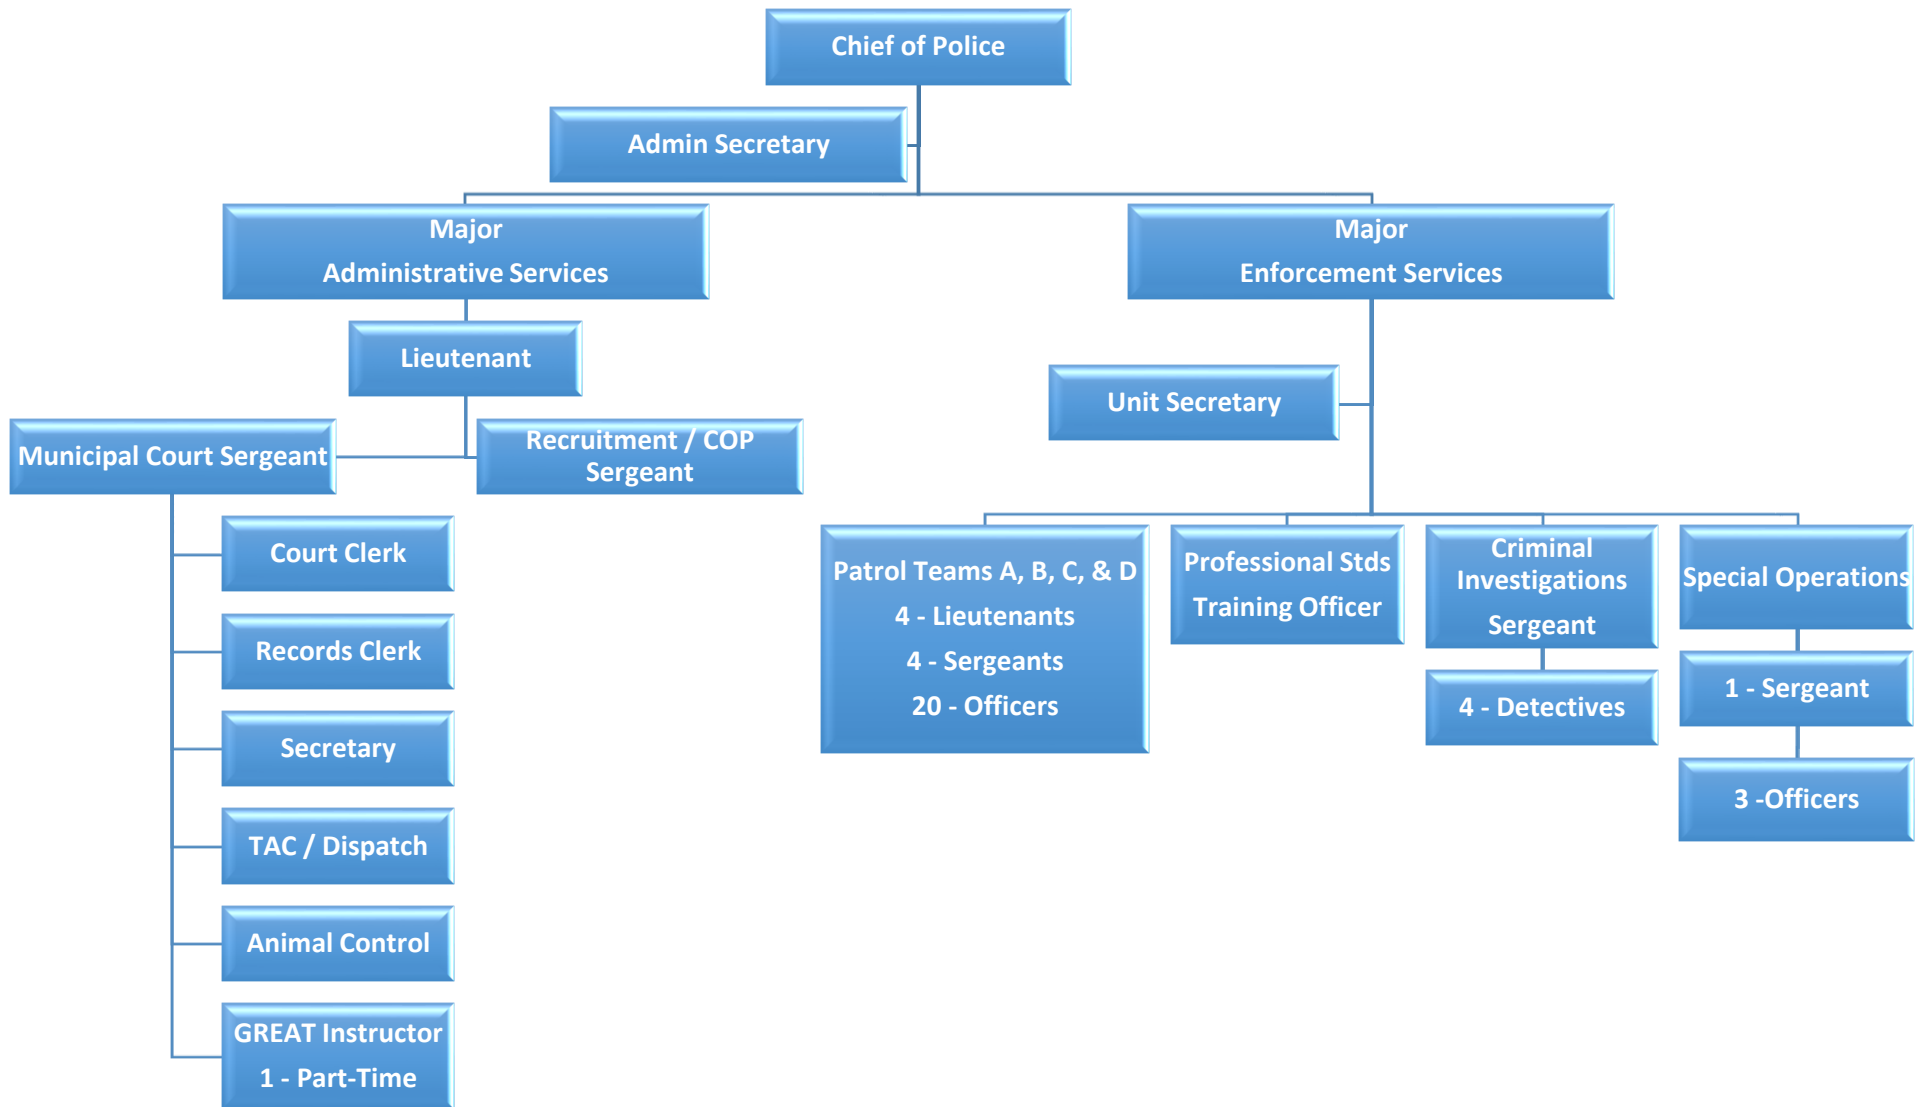 Chief of Police
Admin Secretary
Major
Administrative Services
Major
Enforcement Services
Lieutenant
Unit Secretary
Municipal Court Sergeant
Recruitment / COP
Sergeant
Court Clerk
Records Clerk
Secretary
TAC / Dispatch
Animal Control
GREAT Instructor
1 - Part-Time
Patrol Teams A, B, C, & D
4 - Lieutenants
4 - Sergeants
20 - Officers
Professional Stds
Training Officer
Criminal
Investigations
Sergeant
4 - Detectives
Special Operations
1 - Sergeant
3 -Officers